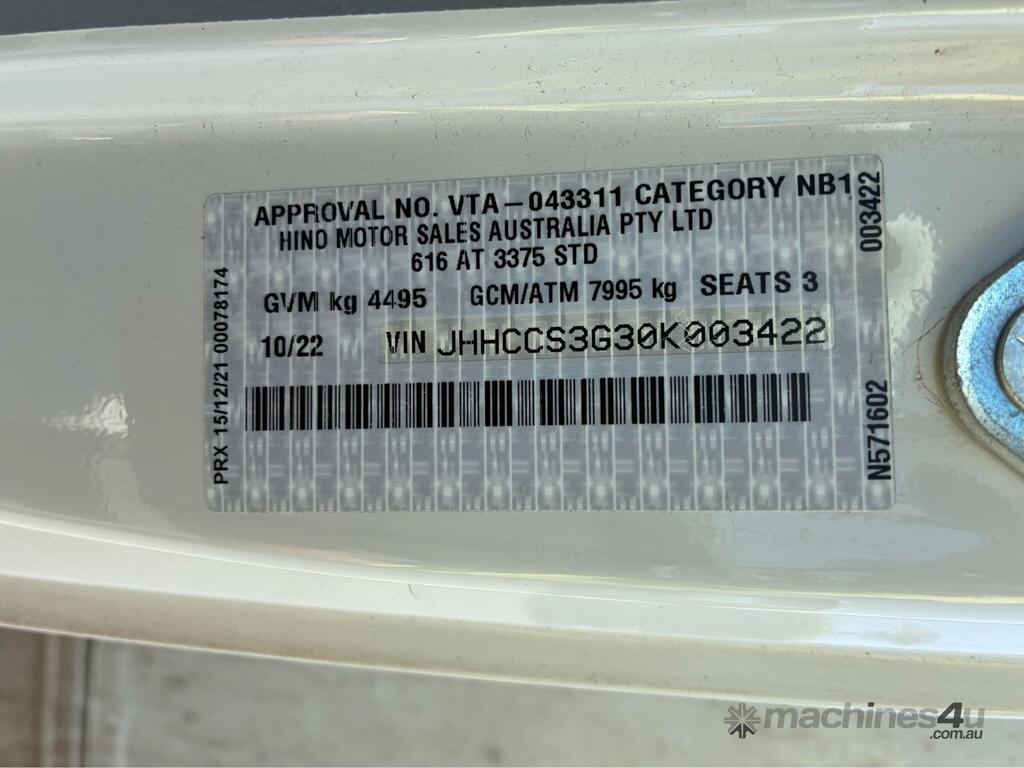 APPROVAL NO. VTA-043311 CATEGORY NB1
HINO MOTOR SALES AUSTRALIA PTY LTD
616 AT 3375 STD
GVM kg 4495 GCM/ATM 7995 kg SEATS 3
10/22 VIN JHHCCS3G30K003422
PRX 15/12/21 00078174
003422
N571602
machines4u
.com.au